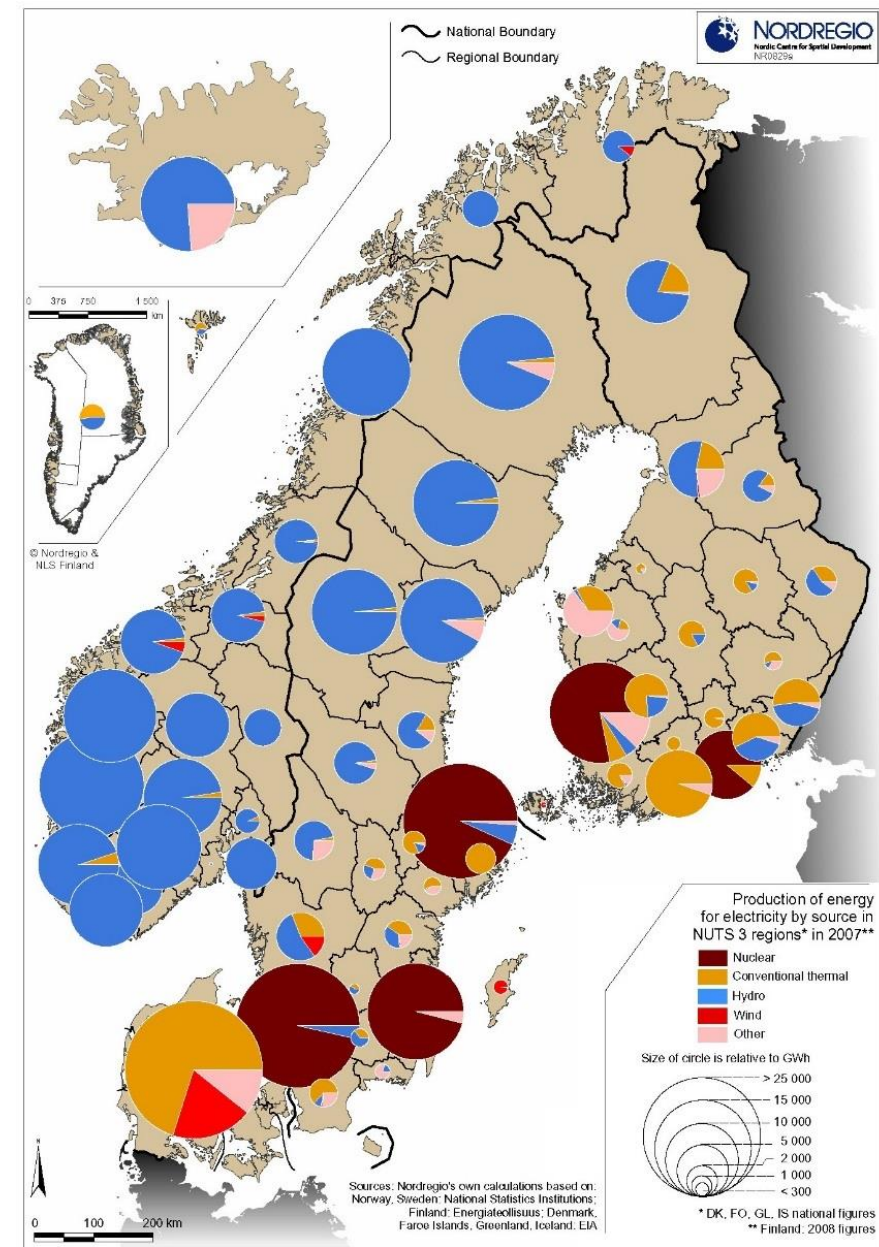 National Boundary
Regional Boundary
NORDREGIO
Nordic Centre for Spatial Development
NR0829a
0 375 750 1 500
km
© Nordregio &
NLS Finland
Production of energy
for electricity by source in
NUTS 3 regions* in 2007**
Nuclear
Conventional thermal
Hydro
Wind
Other
Size of circle is relative to GWh
> 25 000
15 000
10 000
5 000
2 000
1 000
< 300
Sources: Nordregio's own calculations based on:
Norway, Sweden: National Statistics Institutions;
Finland: Energiateollisuus; Denmark,
Faroe Islands, Greenland, Iceland: EIA
* DK, FO, GL, IS national figures
** Finland: 2008 figures
N
0 100 200 km